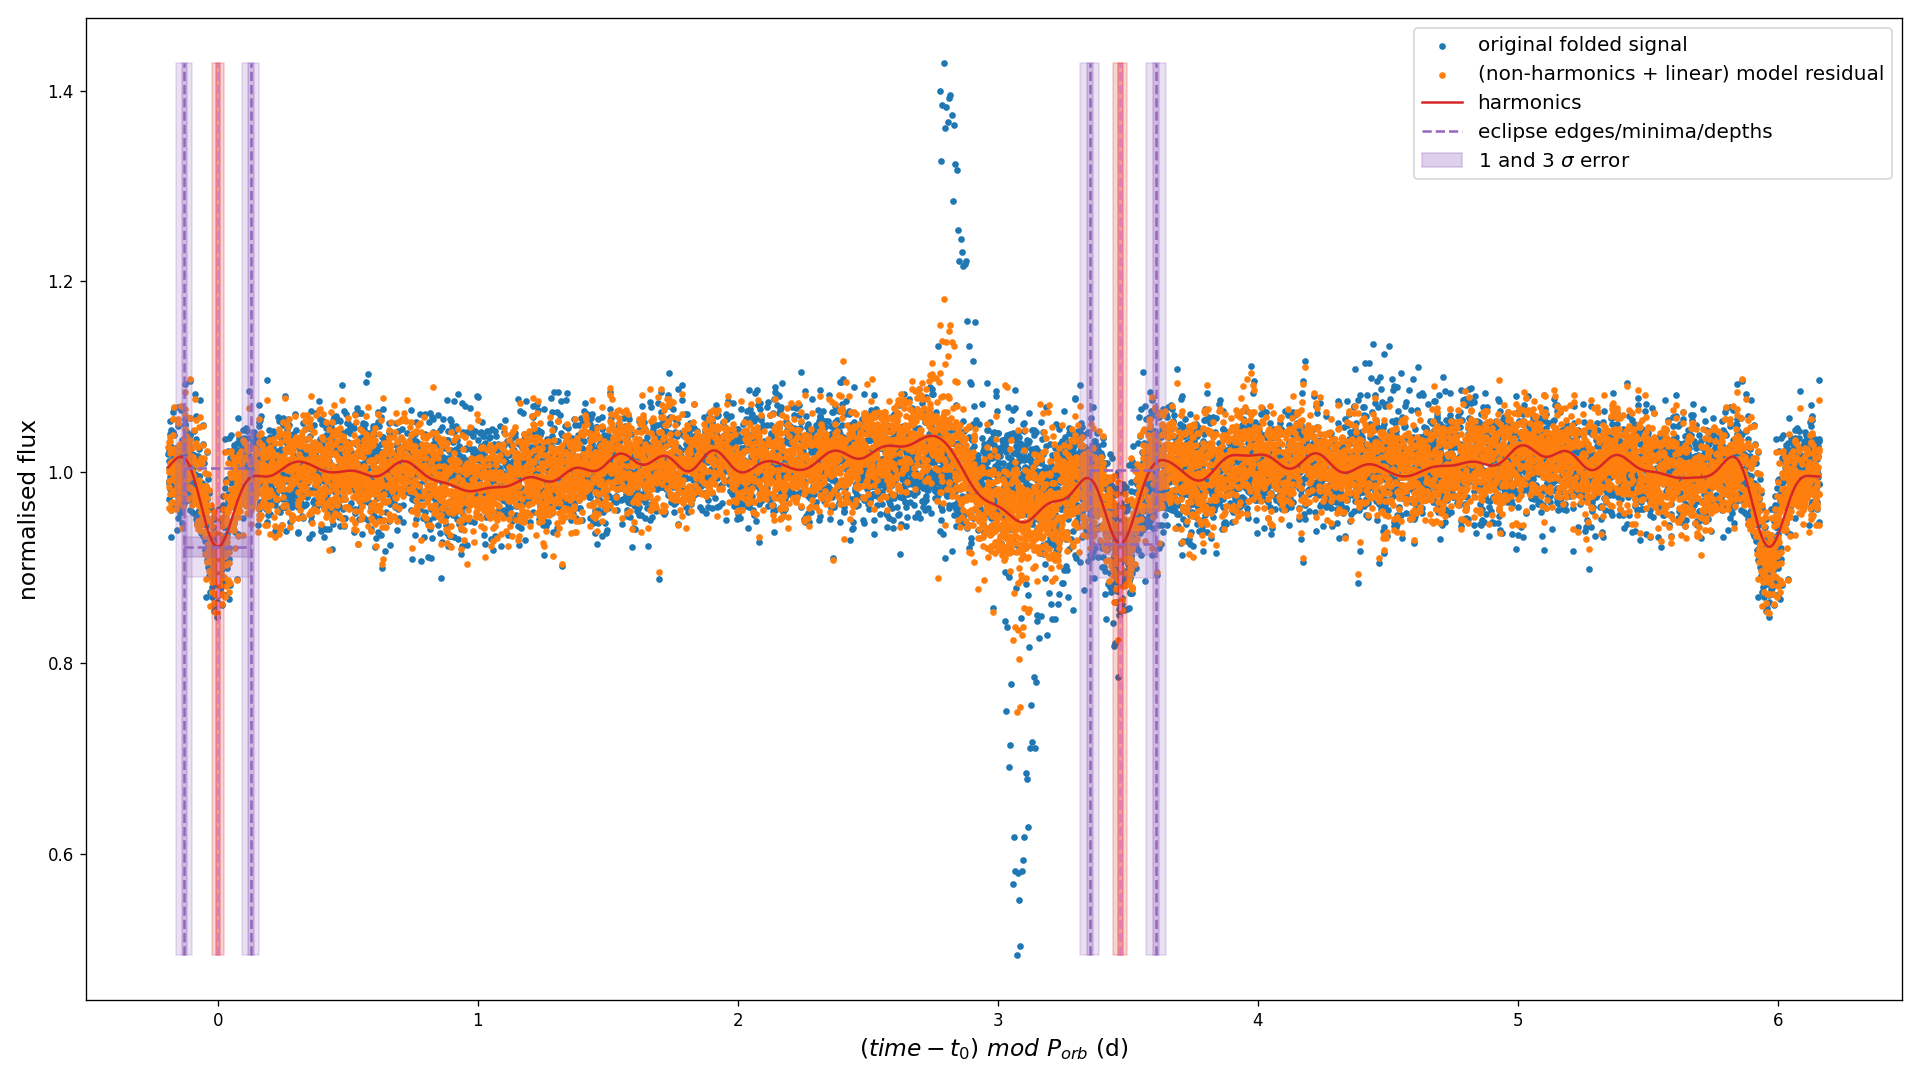 original folded signal
(non-harmonics + linear) model residual
harmonics
eclipse edges/minima/depths
1 and 3 σ error
normalised flux
1.4
1.2
1.0
0.8
0.6
0 1 2 3 4 5 6
(time − t₀) mod Pₒᵣᵦ (d)